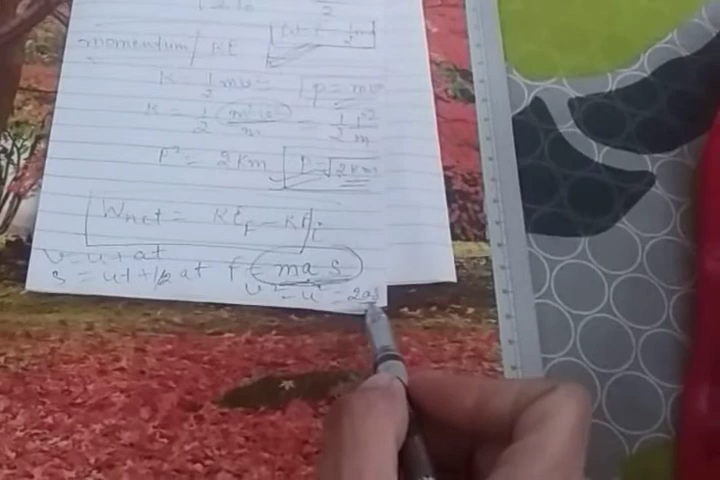 momentum / KE
K = 1/2 mv² = p = mv
K = 1/2 m²v²/m = 1/2 p²/m
P² = 2Km P = √2Km
Wnet = KEf - KEi
v = u + at
s = ut + 1/2 at f = ma s
v² - u² = 2as